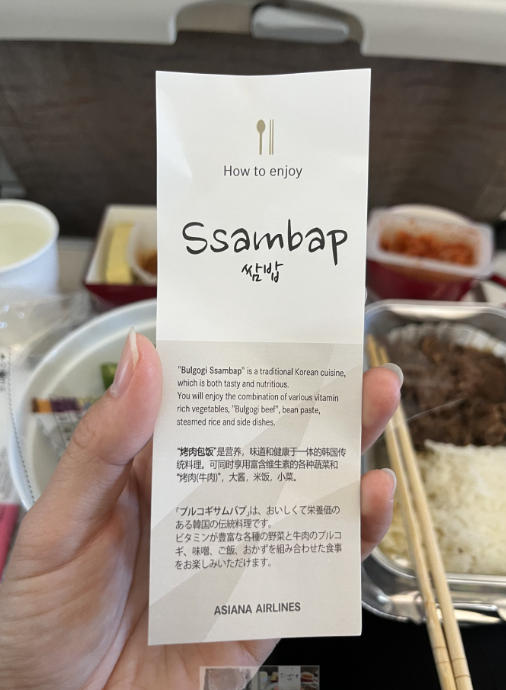 How to enjoy
Ssambap
쌈밥
"Bulgogi Ssambap" is a traditional Korean cuisine,
which is both tasty and nutritious.
You will enjoy the combination of various vitamin
rich vegetables, "Bulgogi beef", bean paste,
steamed rice and side dishes.
"烤肉包饭"是营养，味道和健康于一体的韩国传
统料理。可同时享用富含维生素的各种蔬菜和
"烤肉(牛肉)"，大酱，米饭，小菜。
「プルコギサムパプ」は、おいしくて栄養価の
ある韓国の伝統料理です。
ビタミンが豊富な各種の野菜と牛肉のプルコ
ギ、味噌、ご飯、おかずを組み合わせた食事
をお楽しみいただけます。
ASIANA AIRLINES